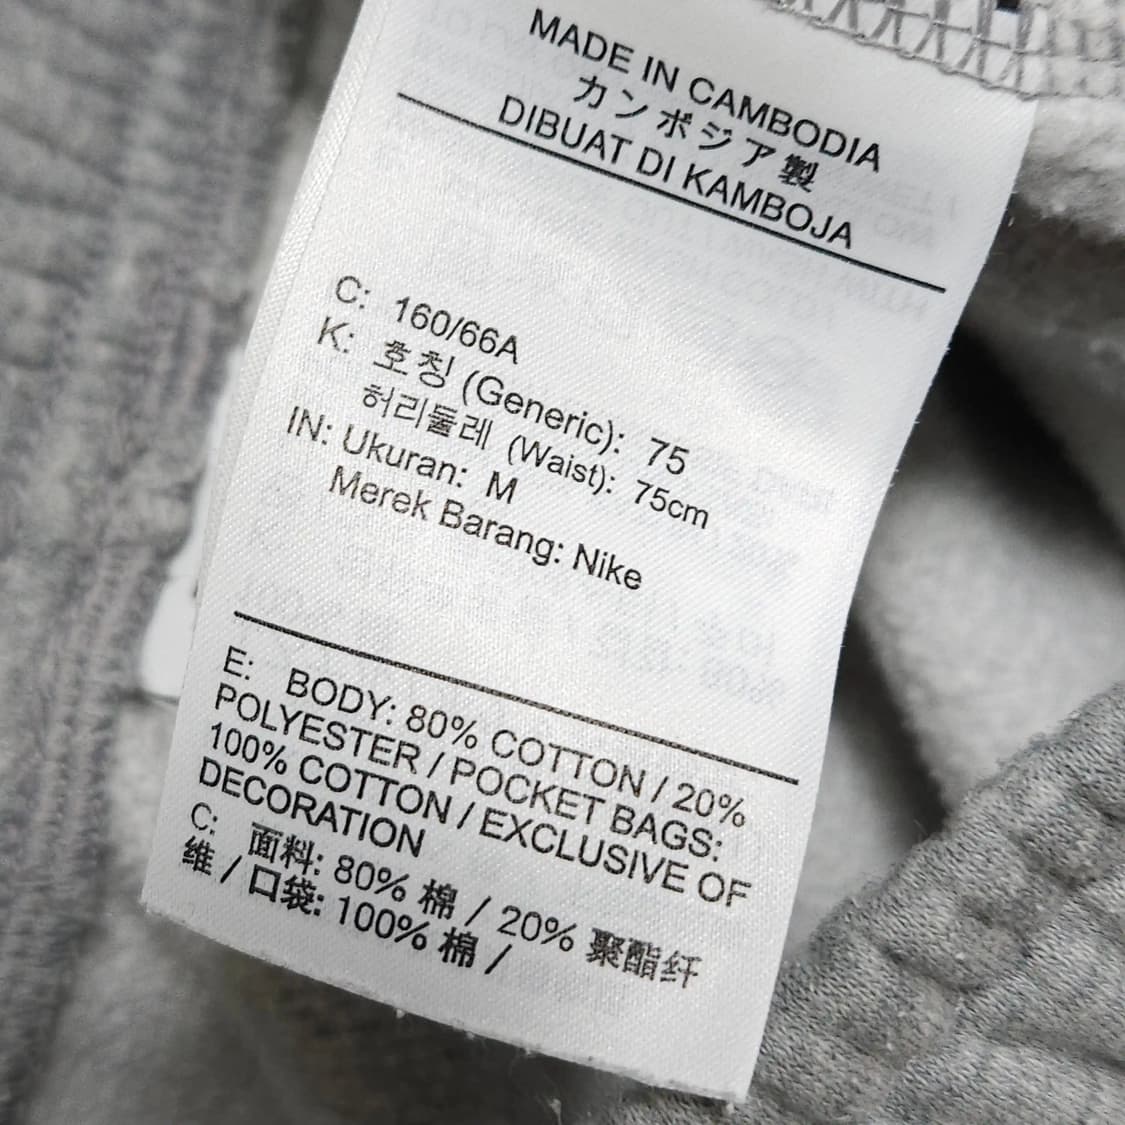 MADE IN CAMBODIA
カンボジア製
DIBUAT DI KAMBOJA
C: 160/66A
K: 호칭 (Generic): 75
허리둘레 (Waist): 75cm
IN: Ukuran: M
Merek Barang: Nike
E: BODY: 80% COTTON / 20%
POLYESTER / POCKET BAGS:
100% COTTON / EXCLUSIVE OF
DECORATION
C: 面料: 80% 棉 / 20% 聚酯纤
维 / 口袋: 100% 棉 /